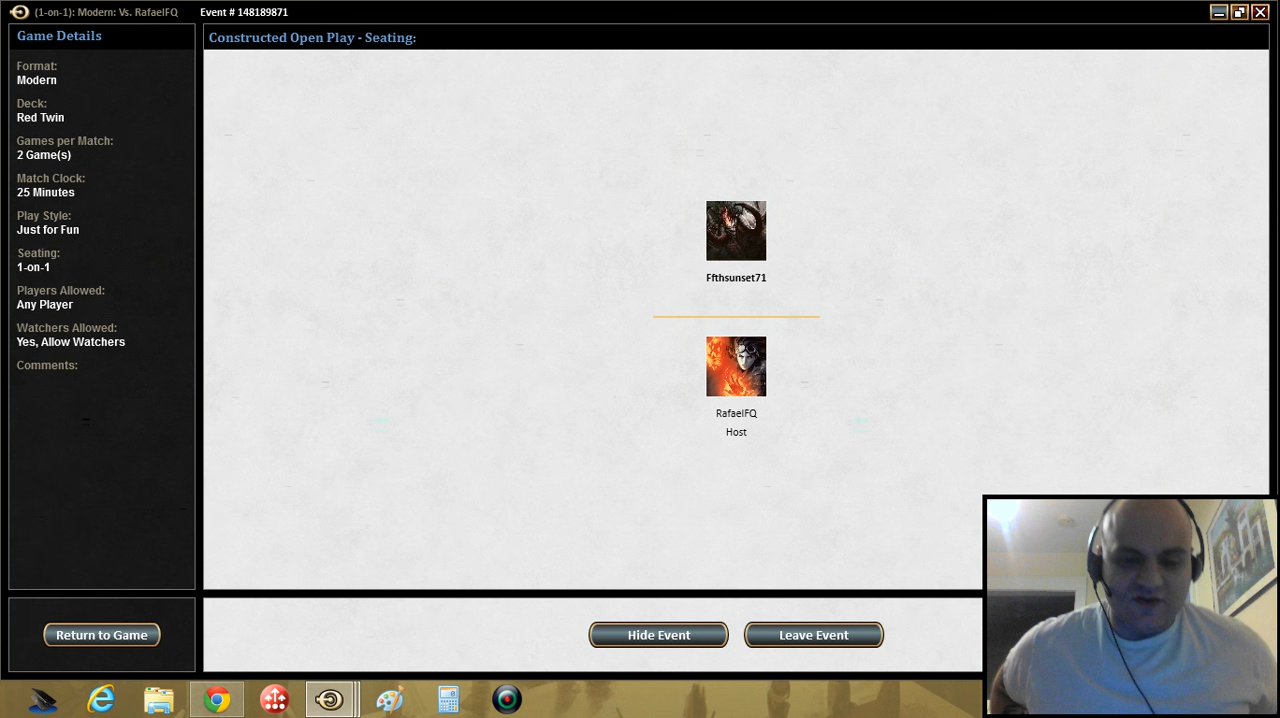 (1-on-1): Modern: Vs. RafaelFQ
Event # 148189871
Game Details
Constructed Open Play - Seating:
Format:
Modern
Deck:
Red Twin
Games per Match:
2 Game(s)
Match Clock:
25 Minutes
Play Style:
Just for Fun
Seating:
1-on-1
Players Allowed:
Any Player
Watchers Allowed:
Yes, Allow Watchers
Comments:
Ffthsunset71
RafaelFQ
Host
Return to Game
Hide Event
Leave Event